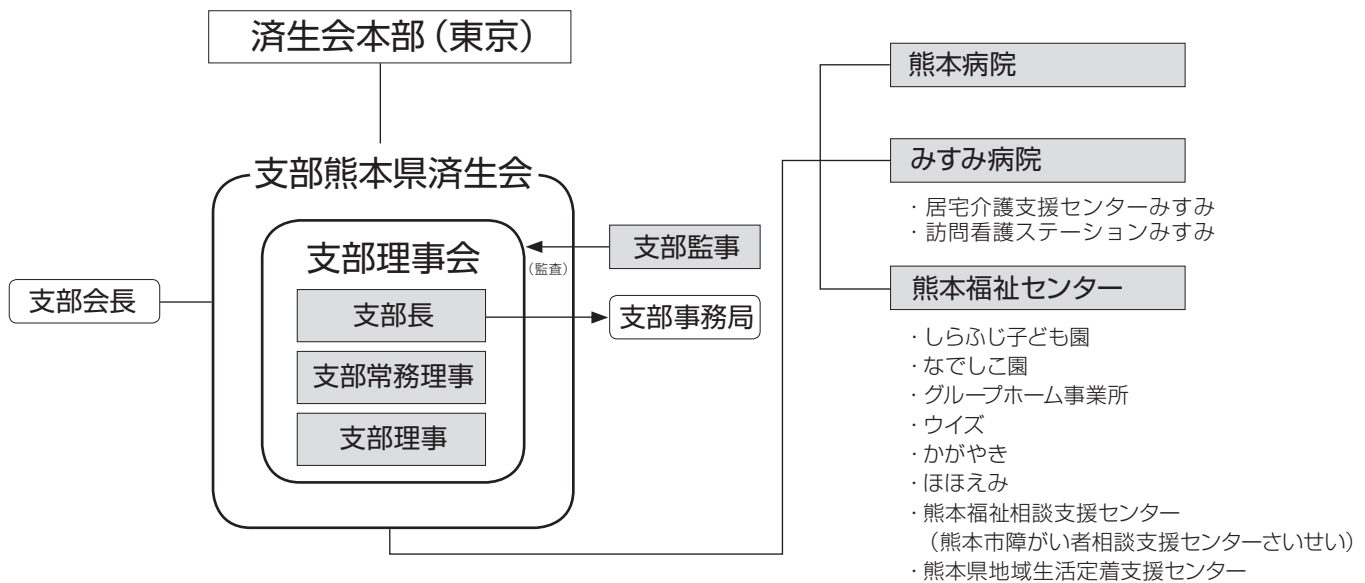 済生会本部（東京）
支部熊本県済生会
支部理事会
支部長
支部常務理事
支部理事
支部会長
（監査）
支部監事
支部事務局
熊本病院
みすみ病院
・居宅介護支援センターみすみ
・訪問看護ステーションみすみ
熊本福祉センター
・しらふじ子ども園
・なでしこ園
・グループホーム事業所
・ウイズ
・かがやき
・ほほえみ
・熊本福祉相談支援センター
（熊本市障がい者相談支援センターさいせい）
・熊本県地域生活定着支援センター